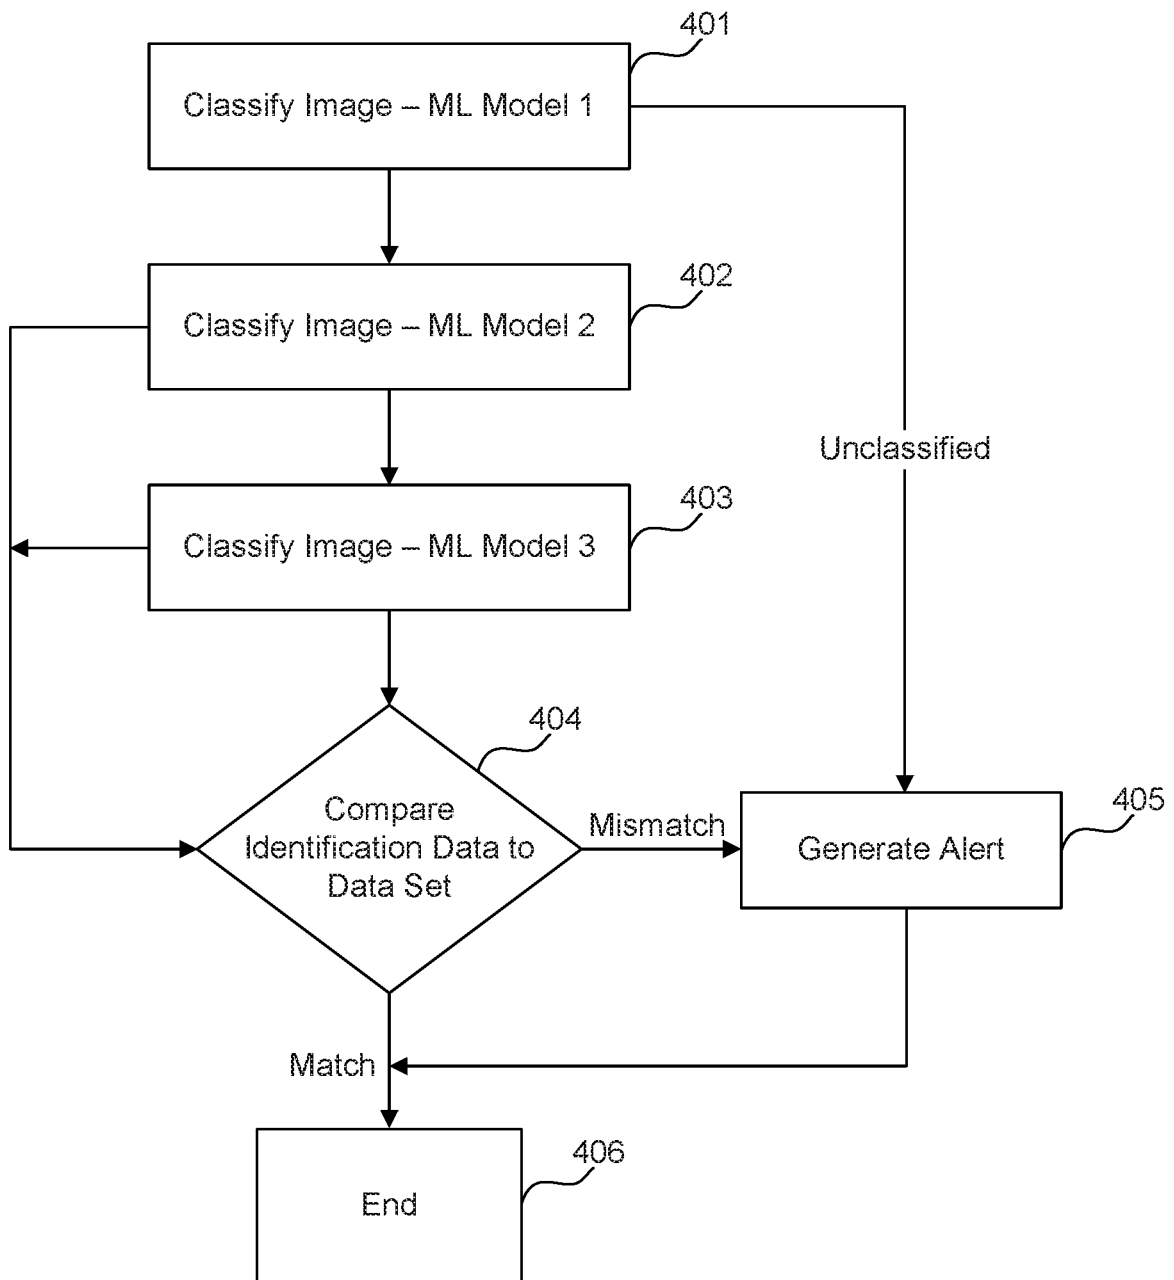 401
Classify Image – ML Model 1
402
Classify Image – ML Model 2
Unclassified
403
Classify Image – ML Model 3
404
Compare
Identification Data to
Data Set
Mismatch
405
Generate Alert
Match
406
End